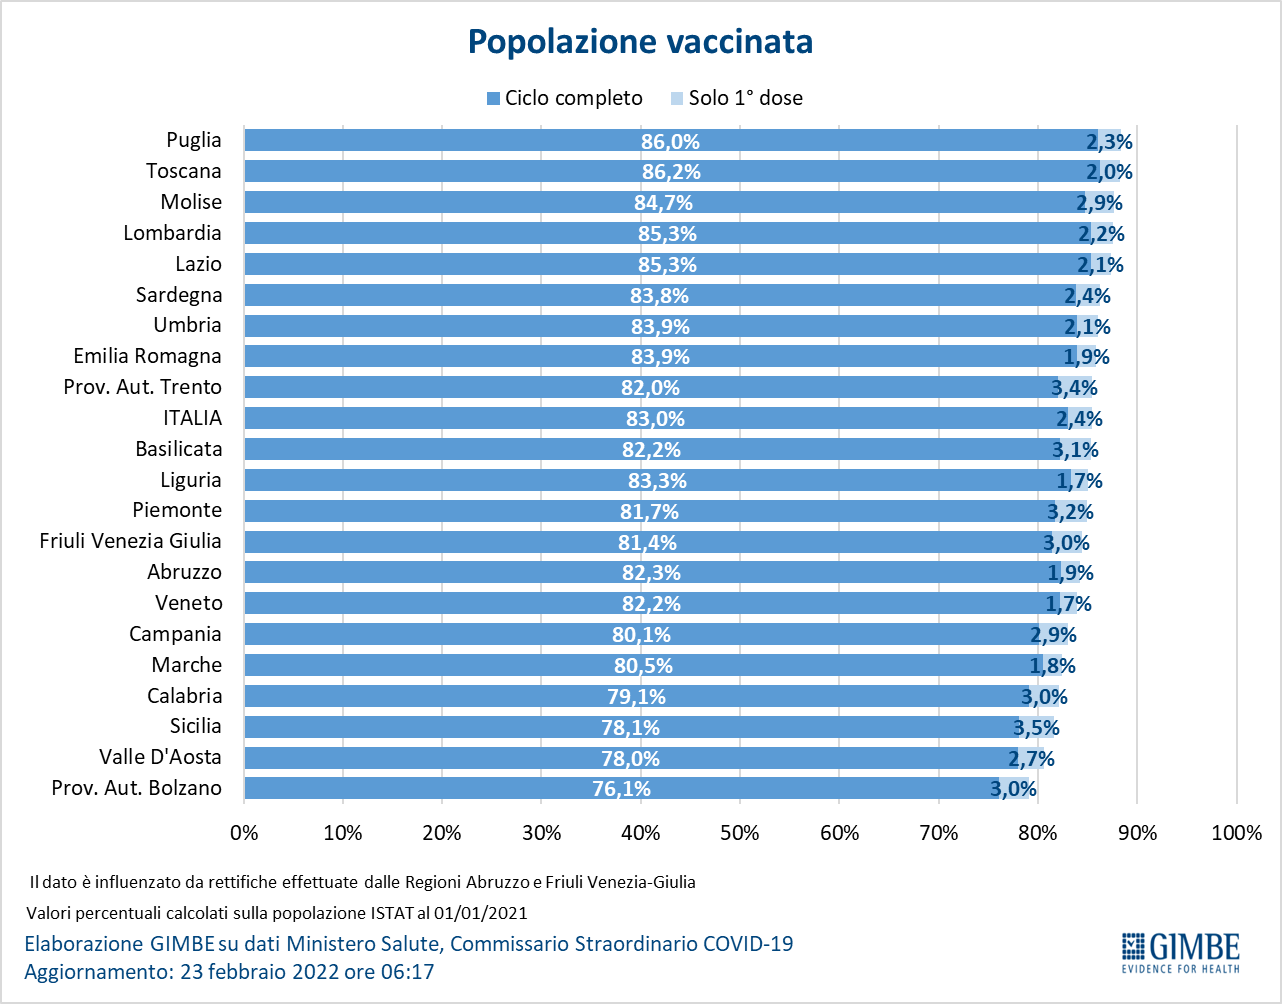 Popolazione vaccinata
Ciclo completo Solo 1° dose
Puglia 86,0% 2,3%
Toscana 86,2% 2,0%
Molise 84,7% 2,9%
Lombardia 85,3% 2,2%
Lazio 85,3% 2,1%
Sardegna 83,8% 2,4%
Umbria 83,9% 2,1%
Emilia Romagna 83,9% 1,9%
Prov. Aut. Trento 82,0% 3,4%
ITALIA 83,0% 2,4%
Basilicata 82,2% 3,1%
Liguria 83,3% 1,7%
Piemonte 81,7% 3,2%
Friuli Venezia Giulia 81,4% 3,0%
Abruzzo 82,3% 1,9%
Veneto 82,2% 1,7%
Campania 80,1% 2,9%
Marche 80,5% 1,8%
Calabria 79,1% 3,0%
Sicilia 78,1% 3,5%
Valle D'Aosta 78,0% 2,7%
Prov. Aut. Bolzano 76,1% 3,0%
0% 10% 20% 30% 40% 50% 60% 70% 80% 90% 100%
Il dato è influenzato da rettifiche effettuate dalle Regioni Abruzzo e Friuli Venezia-Giulia
Valori percentuali calcolati sulla popolazione ISTAT al 01/01/2021
Elaborazione GIMBE su dati Ministero Salute, Commissario Straordinario COVID-19
Aggiornamento: 23 febbraio 2022 ore 06:17
GIMBE
EVIDENCE FOR HEALTH